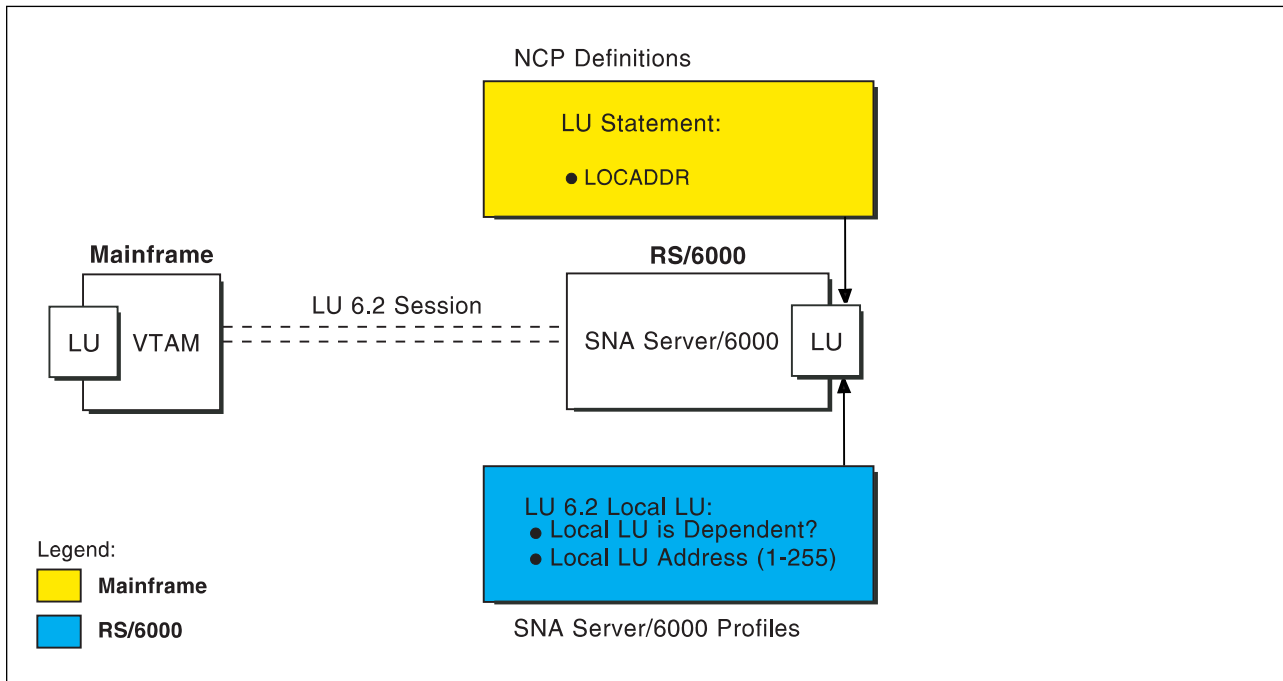 NCP Definitions
LU Statement:
● LOCADDR
Mainframe
RS/6000
LU 6.2 Session
LU
VTAM
SNA Server/6000
LU
LU 6.2 Local LU:
● Local LU is Dependent?
● Local LU Address (1-255)
Legend:
Mainframe
RS/6000
SNA Server/6000 Profiles